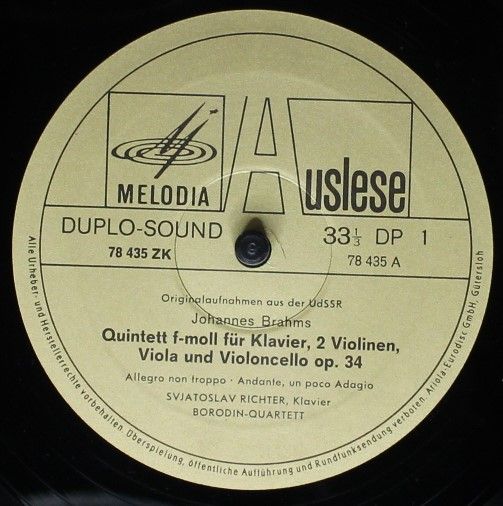 MELODIA
Auslese
DUPLO-SOUND
33 1/3 DP 1
78 435 ZK
78 435 A
Originalaufnahmen aus der UdSSR
Johannes Brahms
Quintett f-moll für Klavier, 2 Violinen,
Viola und Violoncello op. 34
Allegro non troppo · Andante, un poco Adagio
SVJATOSLAV RICHTER, Klavier
BORODIN-QUARTETT
Alle Urheber- und Herstellerrechte vorbehalten. Überspielung, öffentliche Aufführung und Rundfunksendung verboten. Ariola-Eurodisc GmbH, Gütersloh